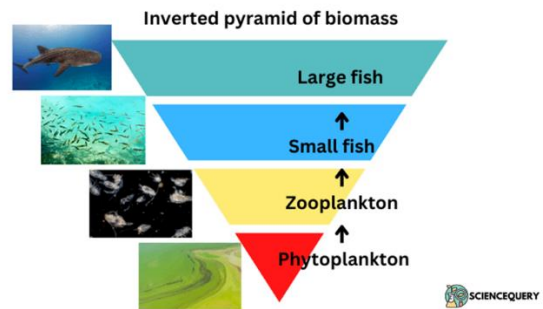 Inverted pyramid of biomass
Large fish
Small fish
Zooplankton
Phytoplankton
SCIENCEQUERY